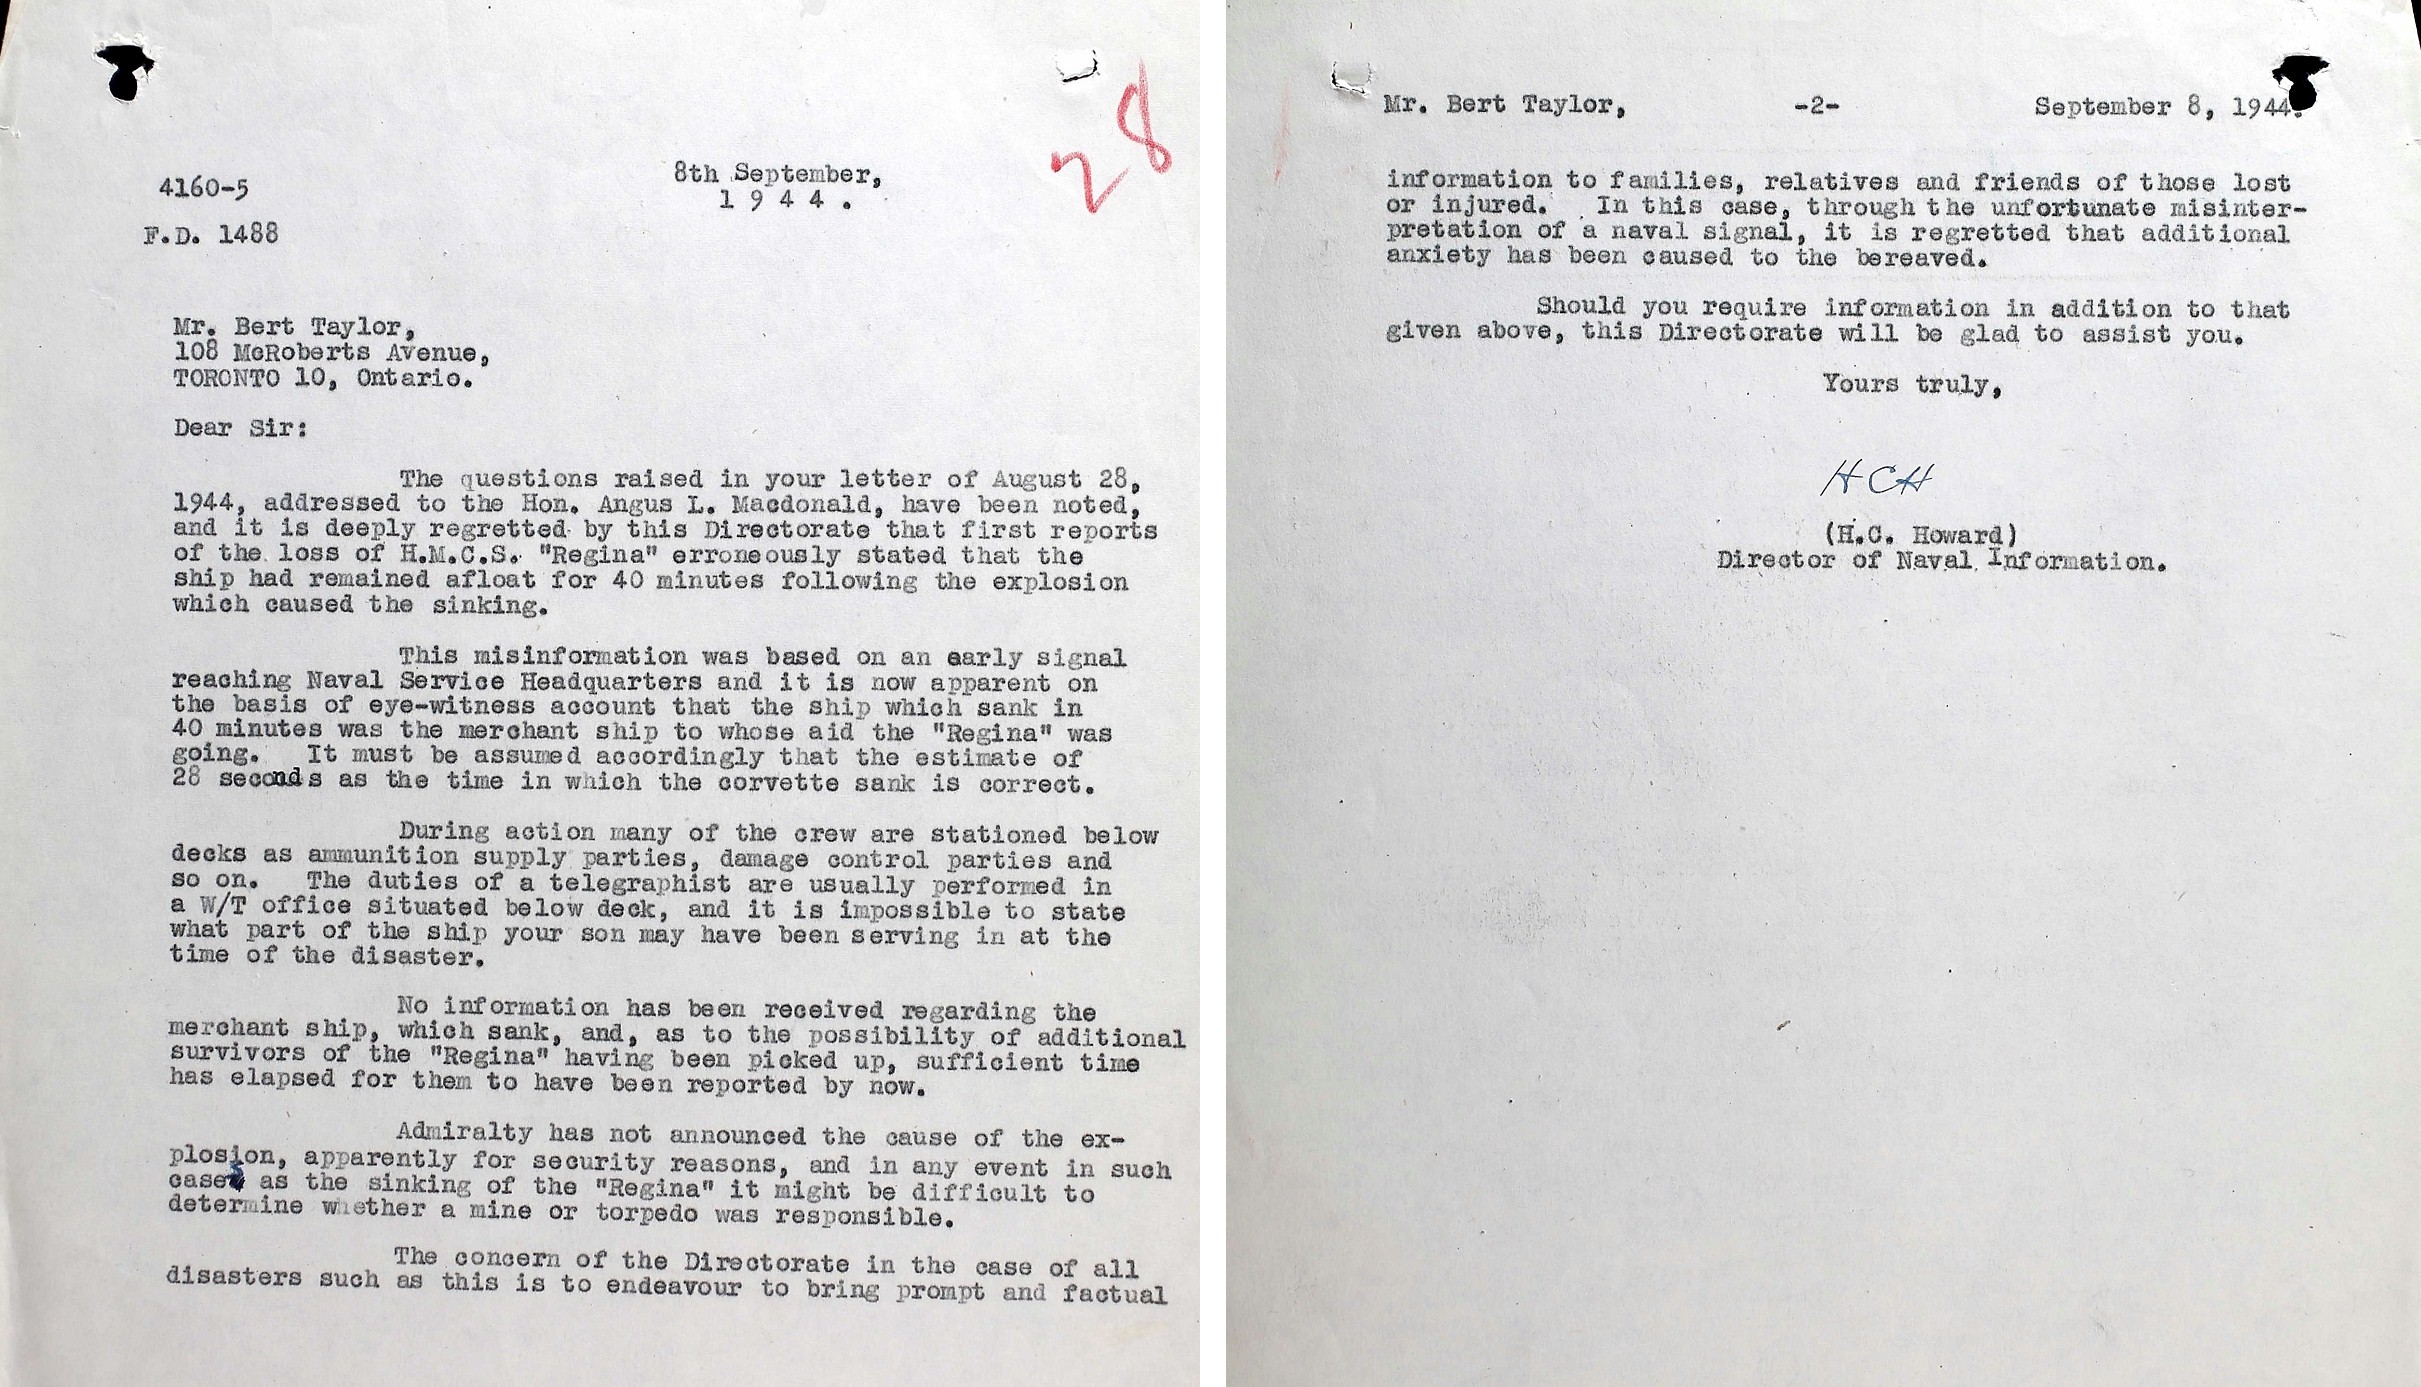 28
8th September,
1 9 4 4 .
4160-5
F.D. 1488
Mr. Bert Taylor,
108 McRoberts Avenue,
TORONTO 10, Ontario.
Dear Sir:
The questions raised in your letter of August 28,
1944, addressed to the Hon. Angus L. Macdonald, have been noted,
and it is deeply regretted by this Directorate that first reports
of the loss of H.M.C.S. "Regina" erroneously stated that the
ship had remained afloat for 40 minutes following the explosion
which caused the sinking.
This misinformation was based on an early signal
reaching Naval Service Headquarters and it is now apparent on
the basis of eye-witness account that the ship which sank in
40 minutes was the merchant ship to whose aid the "Regina" was
going. It must be assumed accordingly that the estimate of
28 seconds as the time in which the corvette sank is correct.
During action many of the crew are stationed below
decks as ammunition supply parties, damage control parties and
so on. The duties of a telegraphist are usually performed in
a W/T office situated below deck, and it is impossible to state
what part of the ship your son may have been serving in at the
time of the disaster.
No information has been received regarding the
merchant ship, which sank, and, as to the possibility of additional
survivors of the "Regina" having been picked up, sufficient time
has elapsed for them to have been reported by now.
Admiralty has not announced the cause of the ex-
plosion, apparently for security reasons, and in any event in such
cases as the sinking of the "Regina" it might be difficult to
determine whether a mine or torpedo was responsible.
The concern of the Directorate in the case of all
disasters such as this is to endeavour to bring prompt and factual
Mr. Bert Taylor, -2- September 8, 1944.
information to families, relatives and friends of those lost
or injured. In this case, through the unfortunate misinter-
pretation of a naval signal, it is regretted that additional
anxiety has been caused to the bereaved.
Should you require information in addition to that
given above, this Directorate will be glad to assist you.
Yours truly,
HCH
(H.C. Howard)
Director of Naval Information.